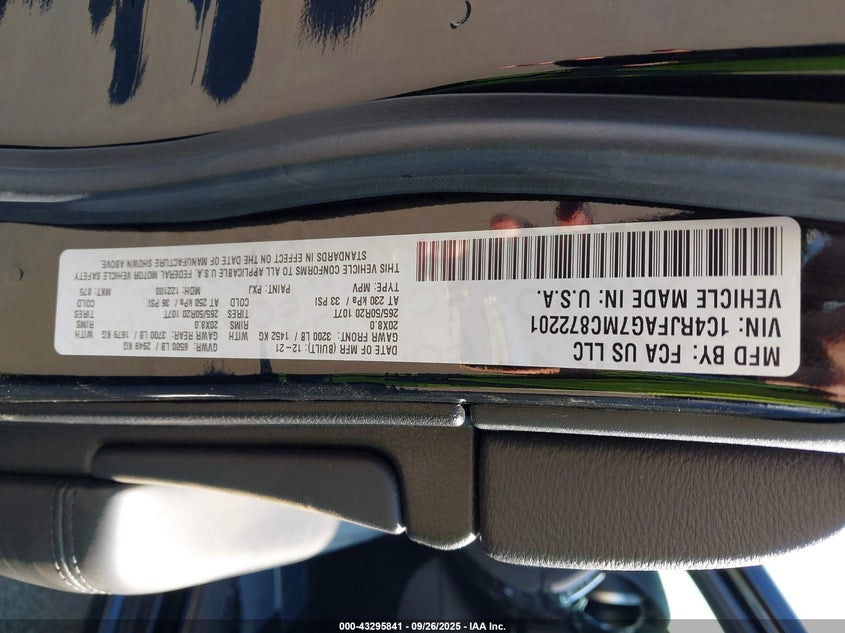 MFD BY: FCA US LLC
VIN: 1C4RJFAG7MC872201
VEHICLE MADE IN: U.S.A.
DATE OF MFR (BUILT): 12-21
GVWR: 6500 LB / 2949 KG
GAWR FRONT: 3200 LB / 1452 KG WITH
GAWR REAR: 3700 LB / 1679 KG WITH
20X8.0 RIMS
20X8.0 RIMS
265/50R20 107T TIRES
265/50R20 107T TIRES
AT 230 kPa / 33 PSI COLD
AT 250 kPa / 36 PSI COLD
TYPE: MPV PAINT: PXJ MDH: 122100 MKT: 875
THIS VEHICLE CONFORMS TO ALL APPLICABLE U.S.A. FEDERAL MOTOR VEHICLE SAFETY
STANDARDS IN EFFECT ON THE DATE OF MANUFACTURE SHOWN ABOVE.
000-43295841 - 09/26/2025 - IAA Inc.